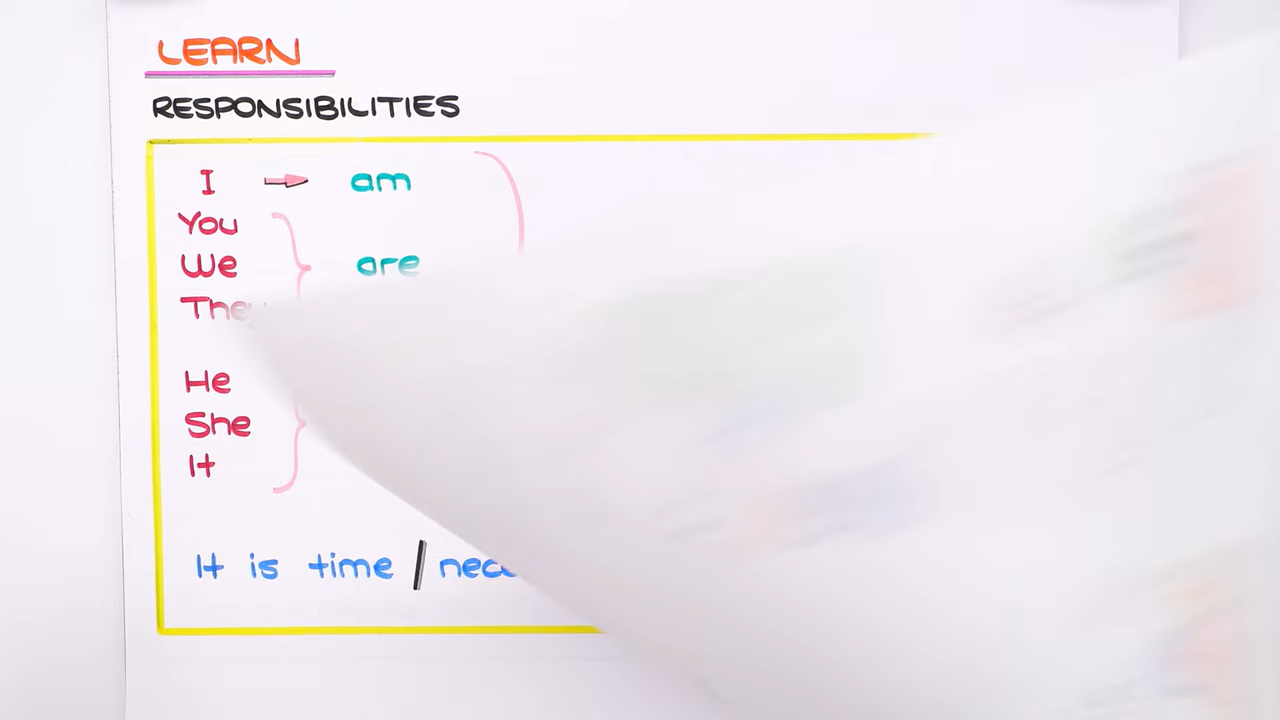 LEARN
RESPONSIBILITIES
I am
You
We are
He
She
It
It is time /